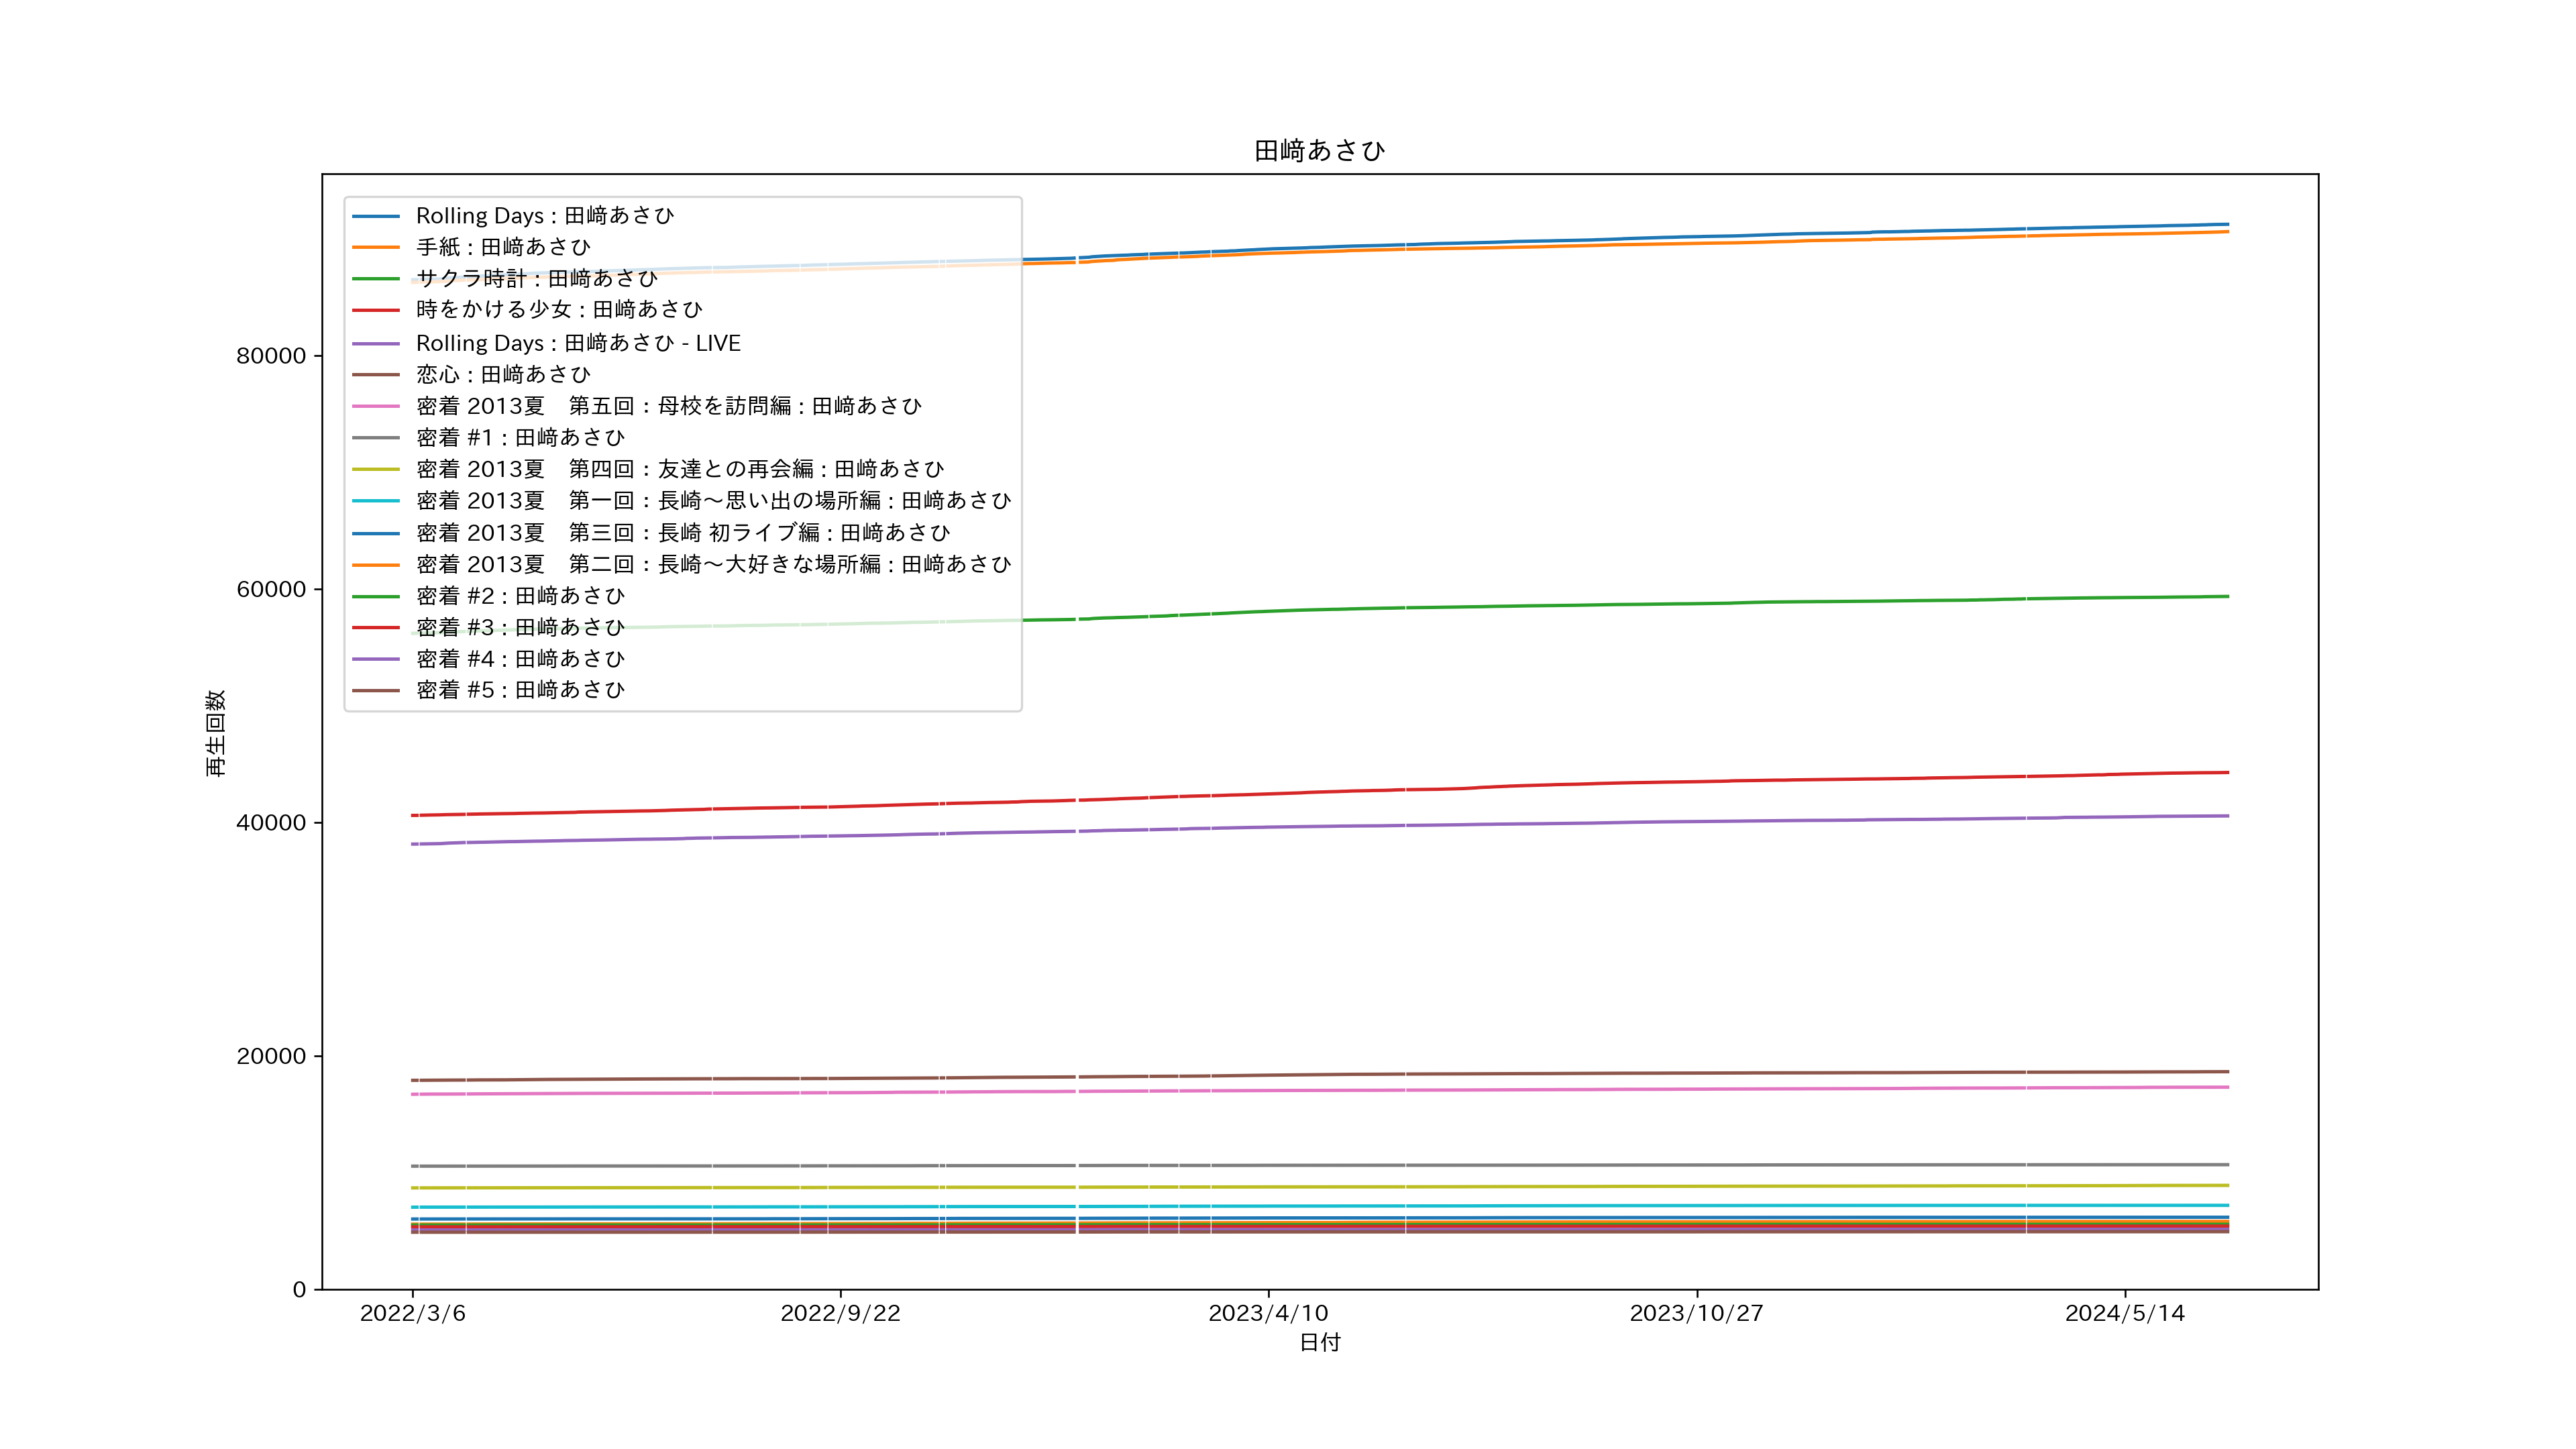 田﨑あさひ
Rolling Days : 田﨑あさひ
手紙 : 田﨑あさひ
サクラ時計 : 田﨑あさひ
時をかける少女 : 田﨑あさひ
Rolling Days : 田﨑あさひ - LIVE
恋心 : 田﨑あさひ
密着 2013夏　第五回：母校を訪問編 : 田﨑あさひ
密着 #1 : 田﨑あさひ
密着 2013夏　第四回：友達との再会編 : 田﨑あさひ
密着 2013夏　第一回：長崎～思い出の場所編 : 田﨑あさひ
密着 2013夏　第三回：長崎 初ライブ編 : 田﨑あさひ
密着 2013夏　第二回：長崎～大好きな場所編 : 田﨑あさひ
密着 #2 : 田﨑あさひ
密着 #3 : 田﨑あさひ
密着 #4 : 田﨑あさひ
密着 #5 : 田﨑あさひ
再生回数
80000
60000
40000
20000
0
2022/3/6
2022/9/22
2023/4/10
2023/10/27
2024/5/14
日付